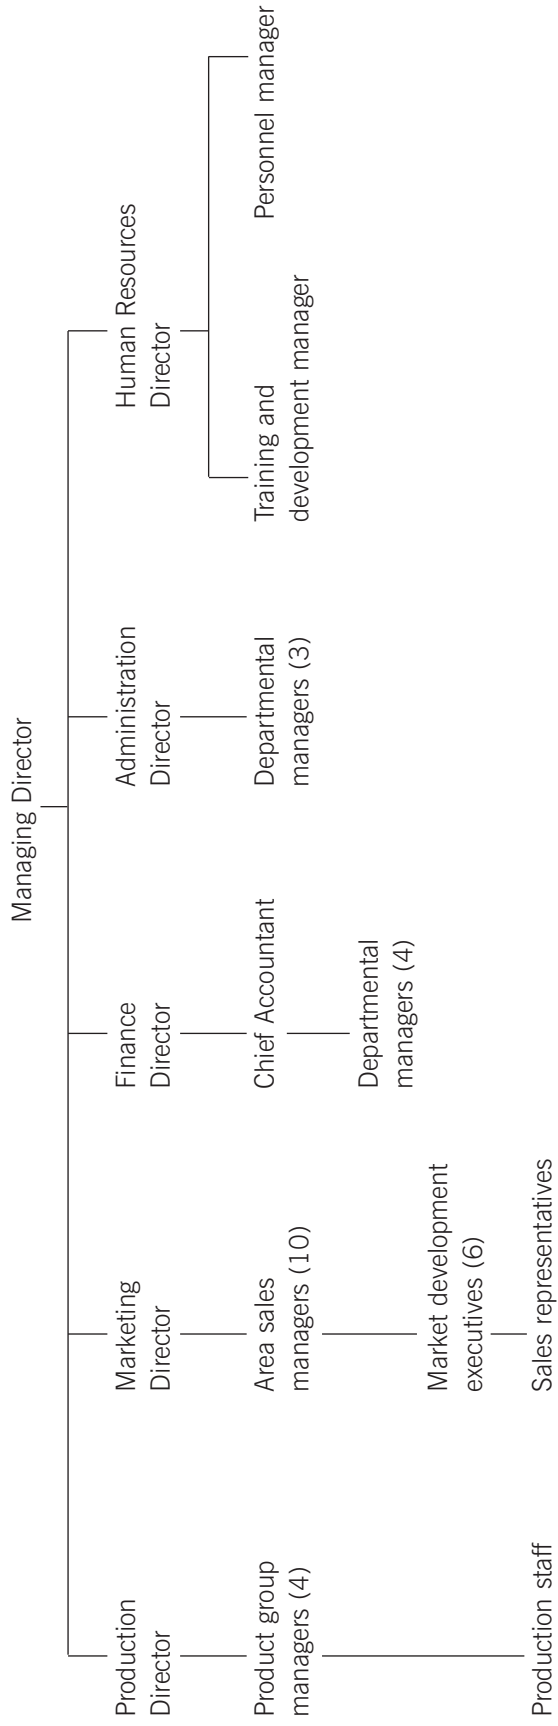 Managing Director
Production
Director
Marketing
Director
Finance
Director
Administration
Director
Human Resources
Director
Product group
managers (4)
Area sales
managers (10)
Chief Accountant
Departmental
managers (3)
Training and
development manager
Personnel manager
Departmental
managers (4)
Market development
executives (6)
Production staff
Sales representatives